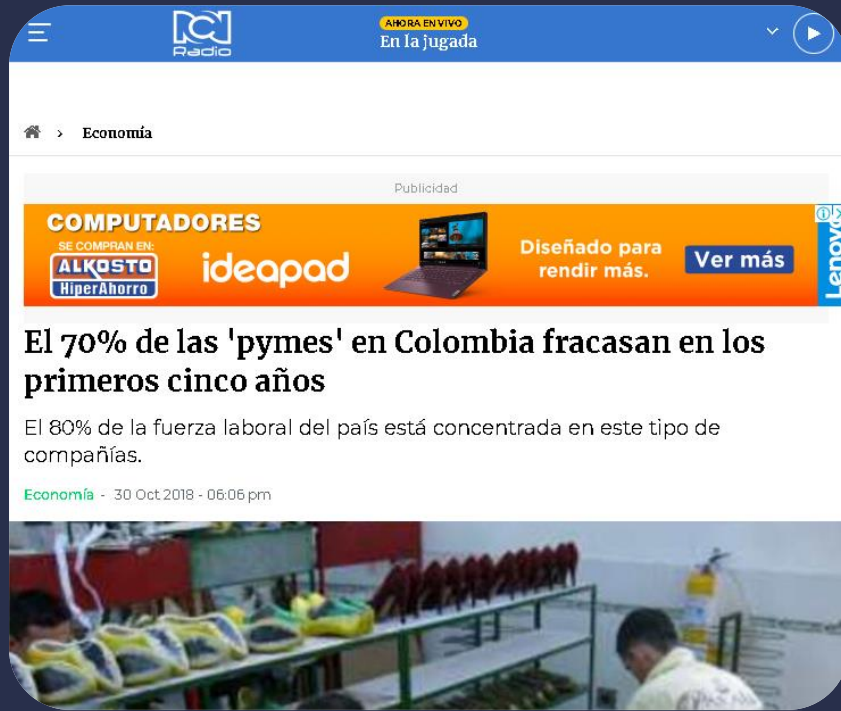 RCN
Radio
AHORA EN VIVO
En la jugada
› Economía
Publicidad
COMPUTADORES
SE COMPRAN EN:
ALKOSTO
HiperAhorro
ideapad
Diseñado para
rendir más.
Ver más
Lenovo
El 70% de las 'pymes' en Colombia fracasan en los
primeros cinco años
El 80% de la fuerza laboral del país está concentrada en este tipo de
compañías.
Economía - 30 Oct 2018 - 06:06 pm